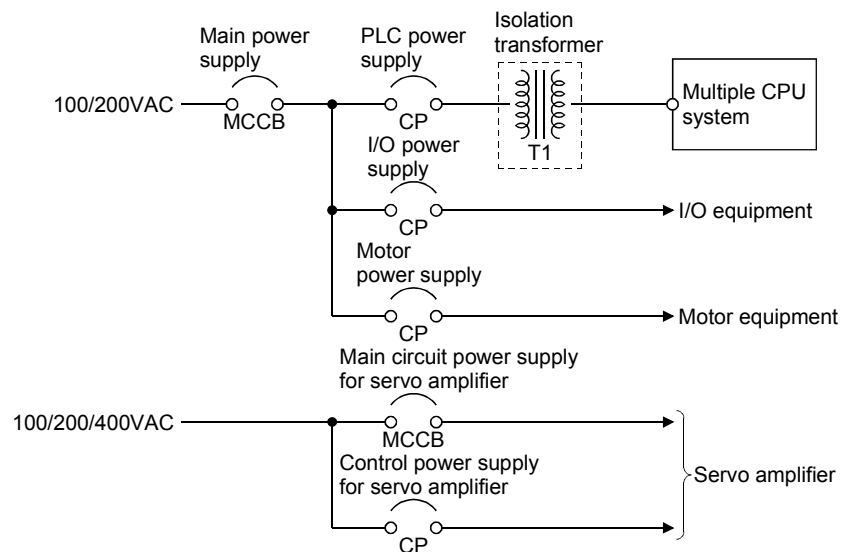 Main power
supply
PLC power
supply
Isolation
transformer
100/200VAC
MCCB
CP
T1
Multiple CPU
system
I/O power
supply
CP
I/O equipment
Motor
power supply
CP
Motor equipment
Main circuit power supply
for servo amplifier
100/200/400VAC
MCCB
Control power supply
for servo amplifier
CP
Servo amplifier